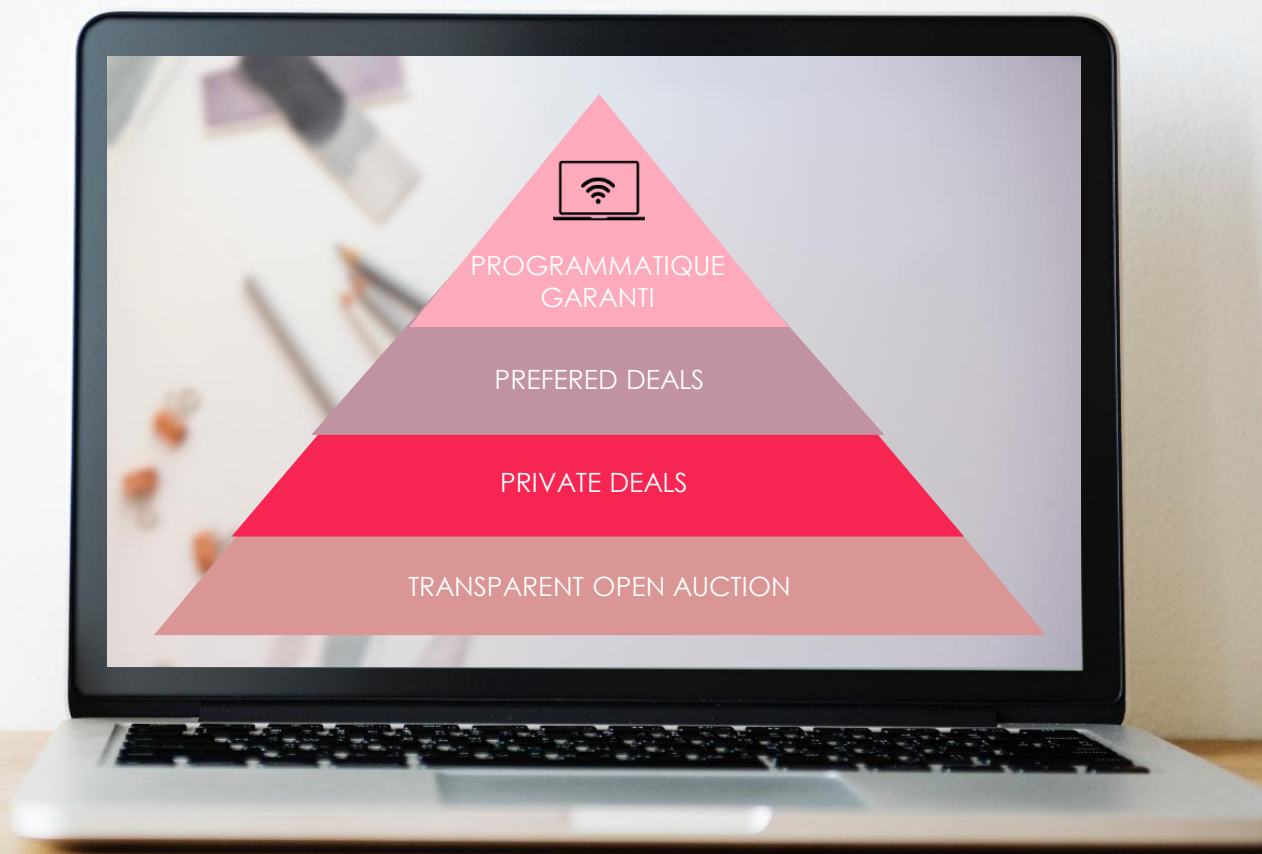 PROGRAMMATIQUE
GARANTI
PREFERED DEALS
PRIVATE DEALS
TRANSPARENT OPEN AUCTION